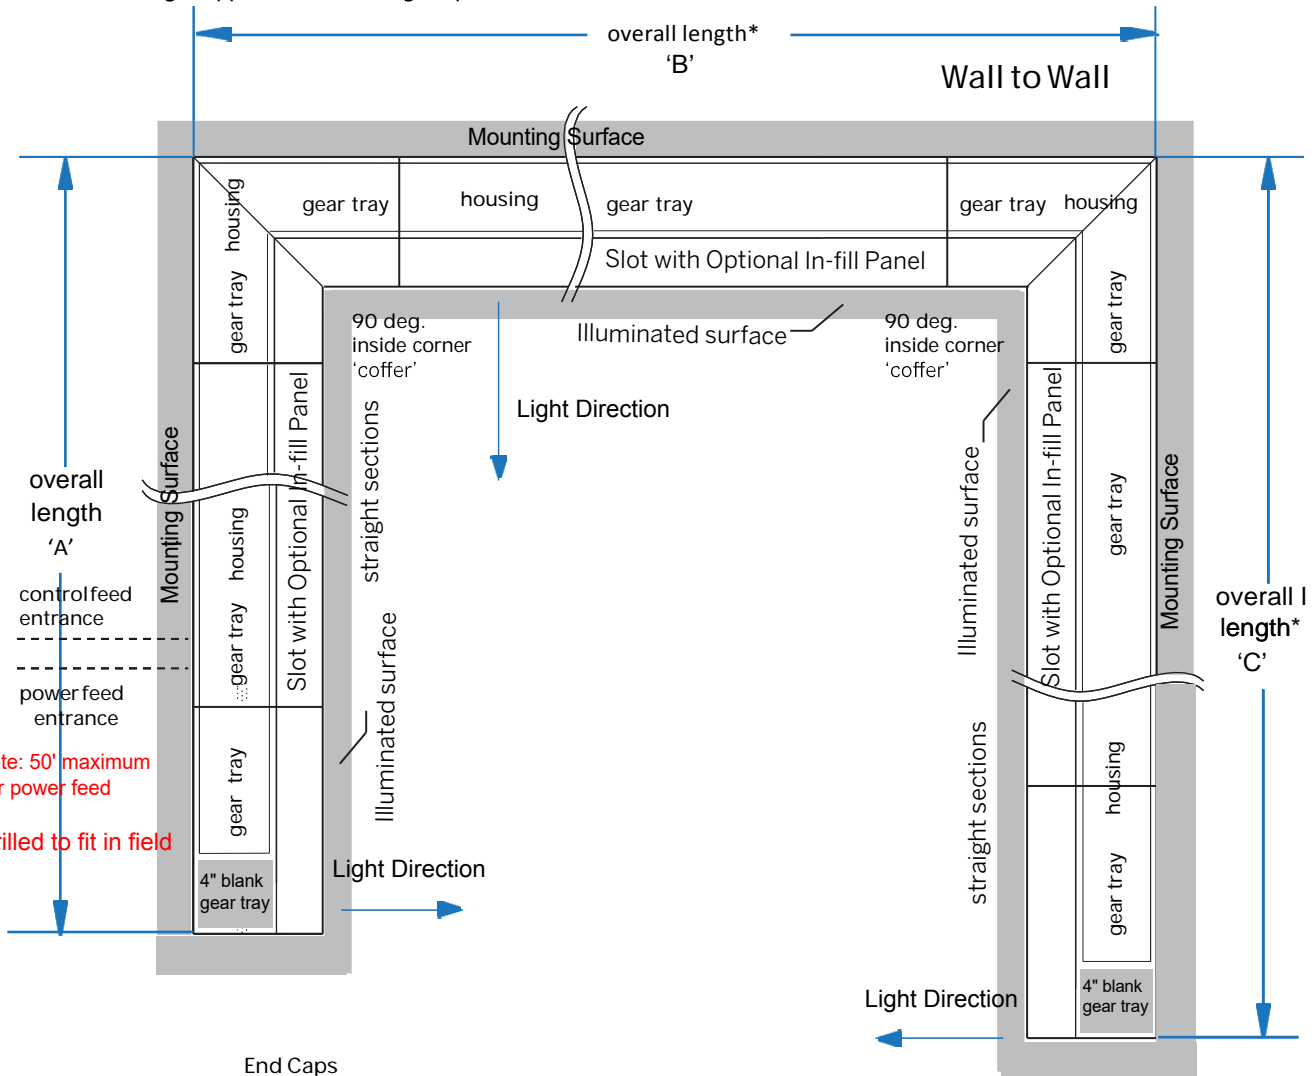 overall length*
‘B’
Wall to Wall
Mounting Surface
housing
gear tray
gear tray
housing
gear tray
gear tray
housing
gear tray
gear tray
Slot with Optional In-fill Panel
90 deg.
inside corner
‘coffer’
Illuminated surface
90 deg.
inside corner
‘coffer’
Light Direction
overall
length
‘A’
Mounting Surface
housing
gear tray
Slot with Optional In-fill Panel
straight sections
Illuminated surface
control feed
entrance
power feed
entrance
te: 50' maximum
r power feed
rilled to fit in field
gear tray
4" blank
gear tray
Light Direction
Illuminated surface
Slot with Optional In-fill Panel
gear tray
Mounting Surface
overall l
length*
‘C’
straight sections
housing
gear tray
4" blank
gear tray
Light Direction
End Caps